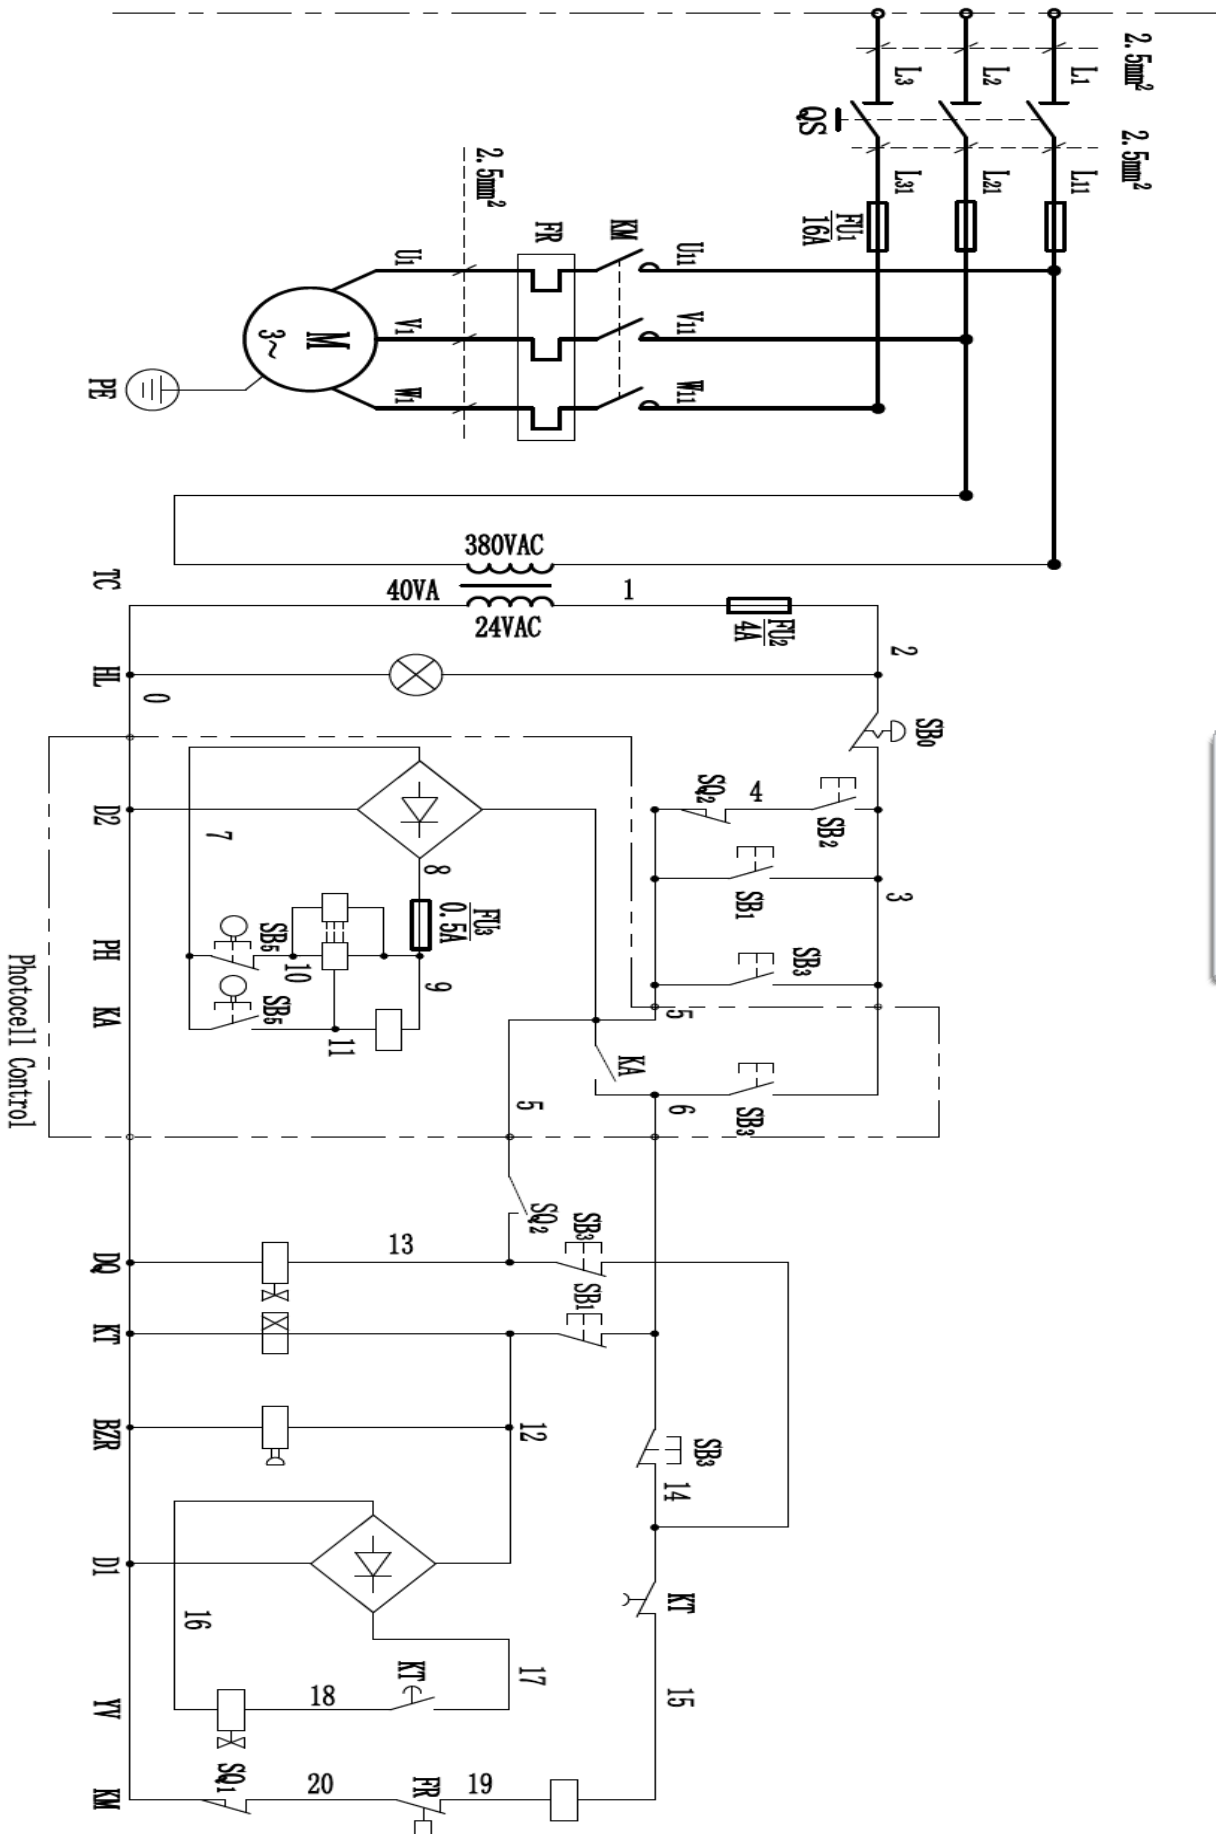 2.5mm²
L1
L2
L3
QS
2.5mm²
L11
L21
L31
FU1
16A
2.5mm²
FR
KM
U1
U11
V1
V11
W1
W11
M
3~
PE
380VAC
TC
40VA
1
24VAC
FU2
4A
2
HL
0
SB0
D2
7
8
FU3
0.5A
SQ2
4
SB2
SB1
3
PH
SB5
10
9
SB3
KA
SB5
11
5
KA
6
SB3
5
Photocell Control
SQ2
SB3
DQ
13
SB1
KT
BZR
12
SB3
14
D1
16
KT
17
KT
15
YV
18
SQ1
KM
20
FR
19